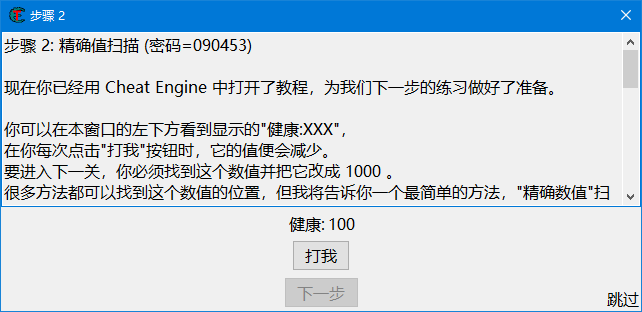 步骤 2
步骤 2: 精确值扫描 (密码=090453)
现在你已经用 Cheat Engine 中打开了教程，为我们下一步的练习做好了准备。
你可以在本窗口的左下方看到显示的"健康:XXX"，
在你每次点击"打我"按钮时，它的值便会减少。
要进入下一关，你必须找到这个数值并把它改成 1000 。
很多方法都可以找到这个数值的位置，但我将告诉你一个最简单的方法，"精确数值"扫
健康: 100
打我
下一步
跳过